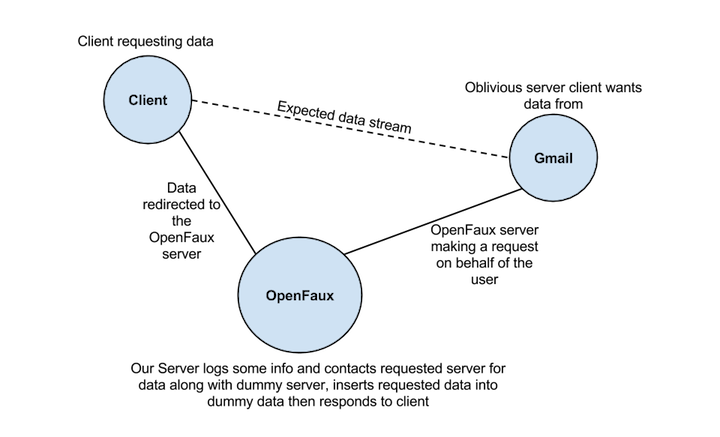 Client requesting data
Client
Expected data stream
Oblivious server client wants
data from
Gmail
Data
redirected to
the
OpenFaux
server
OpenFaux server
making a request
on behalf of the
user
OpenFaux
Our Server logs some info and contacts requested server for
data along with dummy server, inserts requested data into
dummy data then responds to client